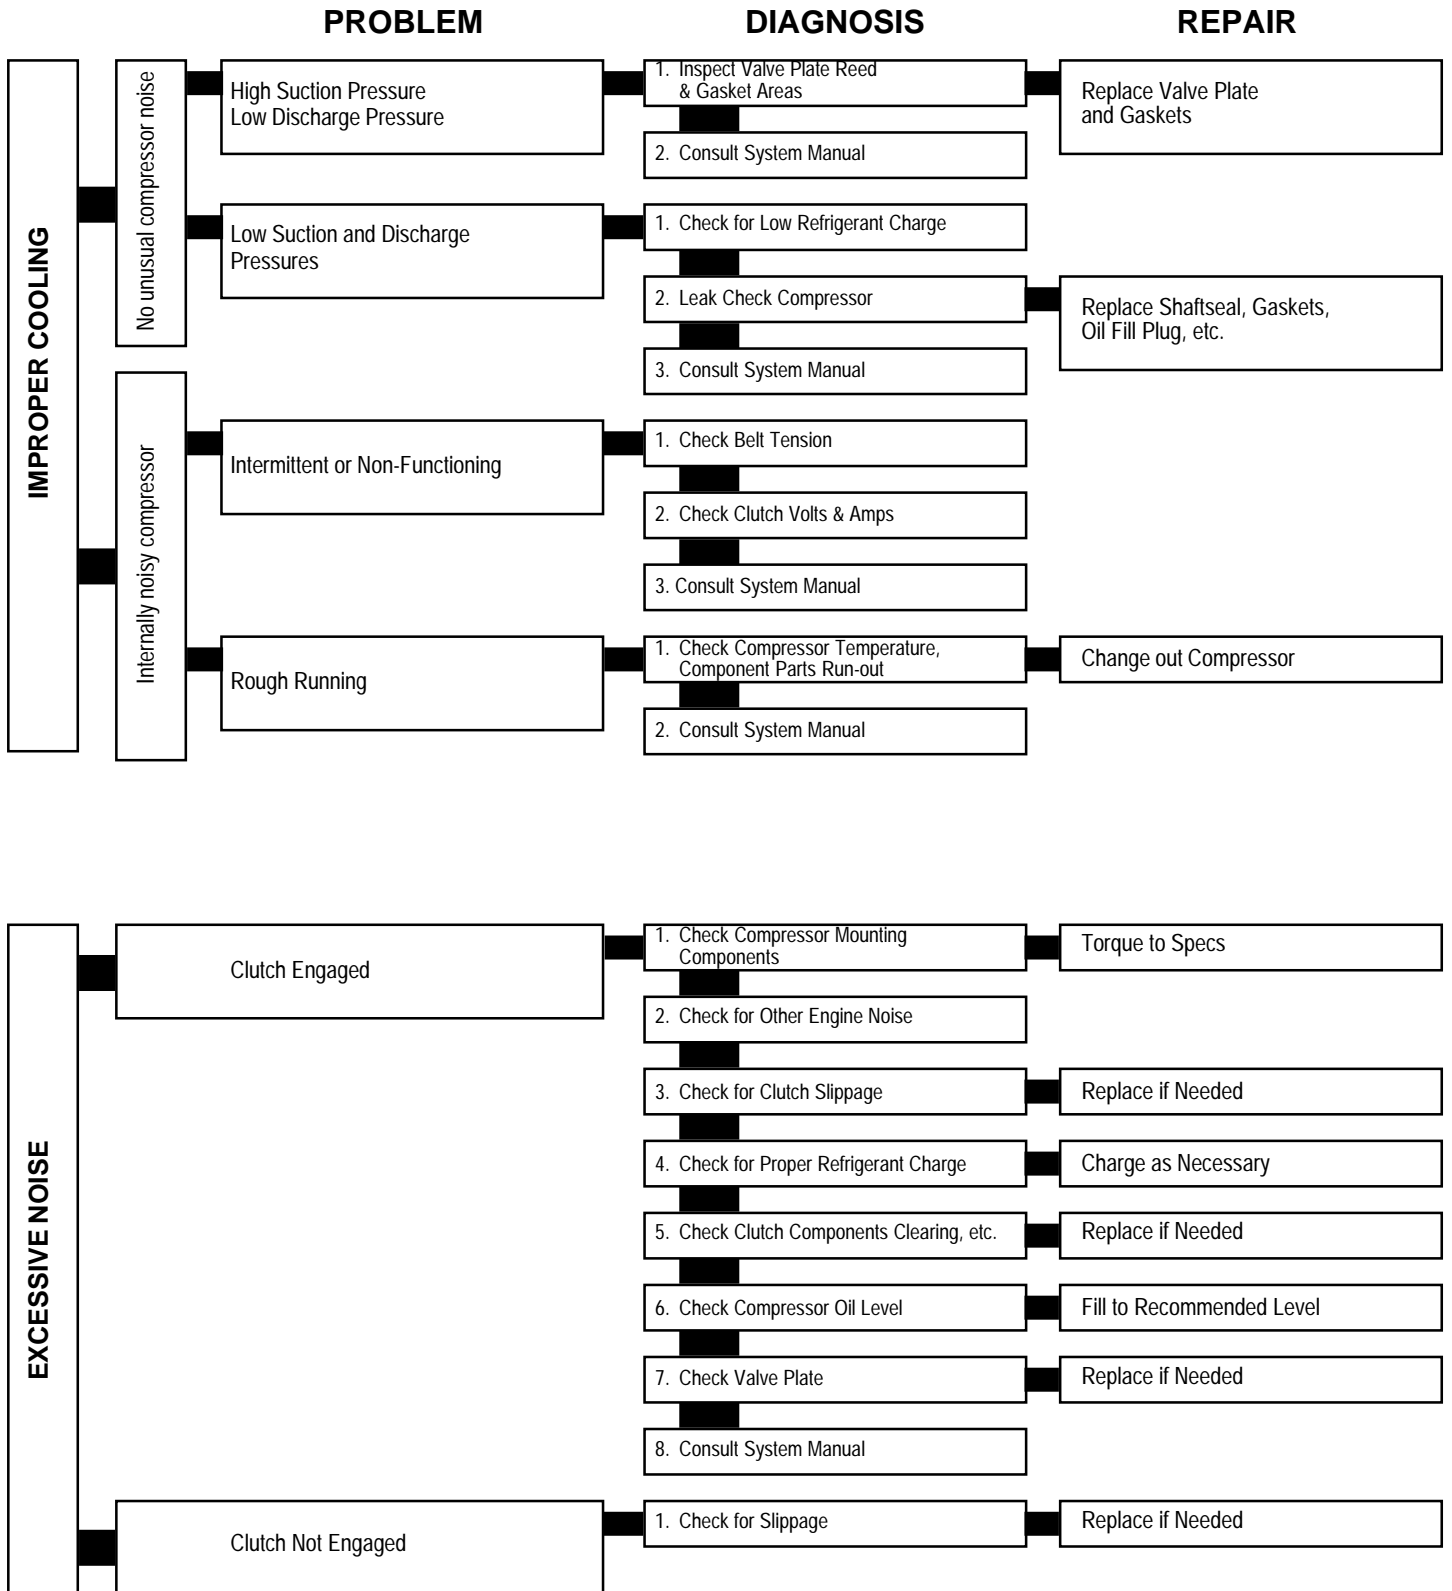 PROBLEM
DIAGNOSIS
REPAIR
IMPROPER COOLING
No unusual compressor noise
High Suction Pressure
Low Discharge Pressure
1. Inspect Valve Plate Reed
& Gasket Areas
Replace Valve Plate
and Gaskets
2. Consult System Manual
Low Suction and Discharge
Pressures
1. Check for Low Refrigerant Charge
2. Leak Check Compressor
Replace Shaftseal, Gaskets,
Oil Fill Plug, etc.
3. Consult System Manual
Internally noisy compressor
Intermittent or Non-Functioning
1. Check Belt Tension
2. Check Clutch Volts & Amps
3. Consult System Manual
Rough Running
1. Check Compressor Temperature,
Component Parts Run-out
Change out Compressor
2. Consult System Manual
EXCESSIVE NOISE
Clutch Engaged
1. Check Compressor Mounting
Components
Torque to Specs
2. Check for Other Engine Noise
3. Check for Clutch Slippage
Replace if Needed
4. Check for Proper Refrigerant Charge
Charge as Necessary
5. Check Clutch Components Clearing, etc.
Replace if Needed
6. Check Compressor Oil Level
Fill to Recommended Level
7. Check Valve Plate
Replace if Needed
8. Consult System Manual
Clutch Not Engaged
1. Check for Slippage
Replace if Needed